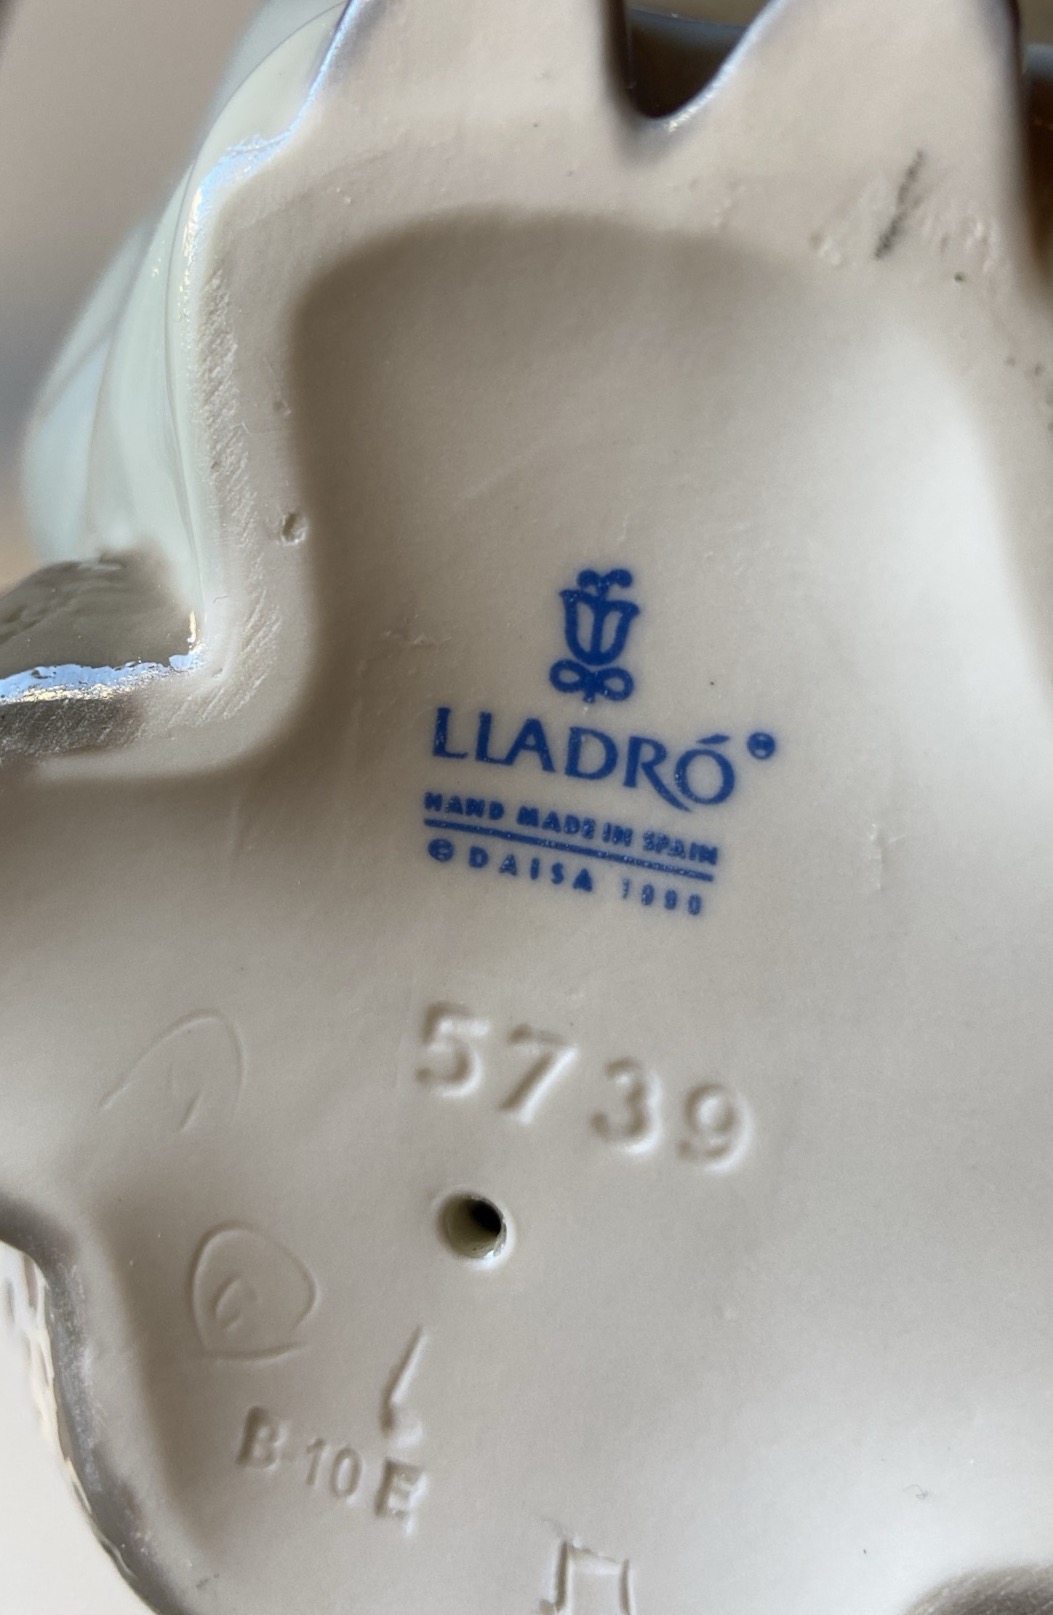 LLADRÓ®
HAND MADE IN SPAIN
© DAISA 1990
5739
B-10E